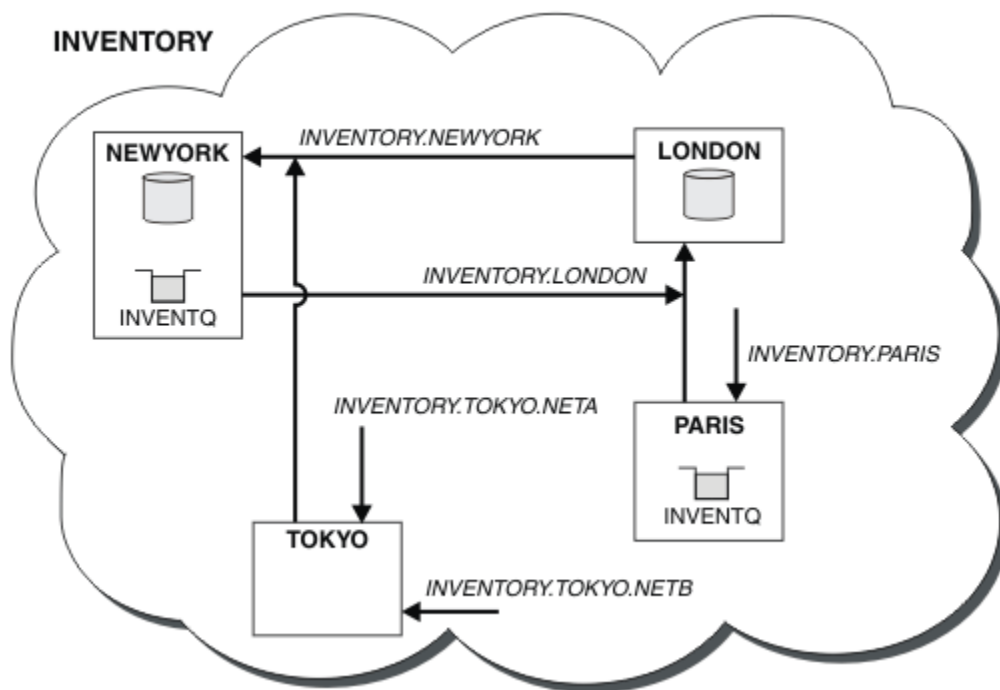 INVENTORY
INVENTORY.NEWYORK
NEWYORK
LONDON
INVENTORY.LONDON
INVENTQ
INVENTORY.PARIS
INVENTORY.TOKYO.NETA
PARIS
INVENTQ
TOKYO
INVENTORY.TOKYO.NETB